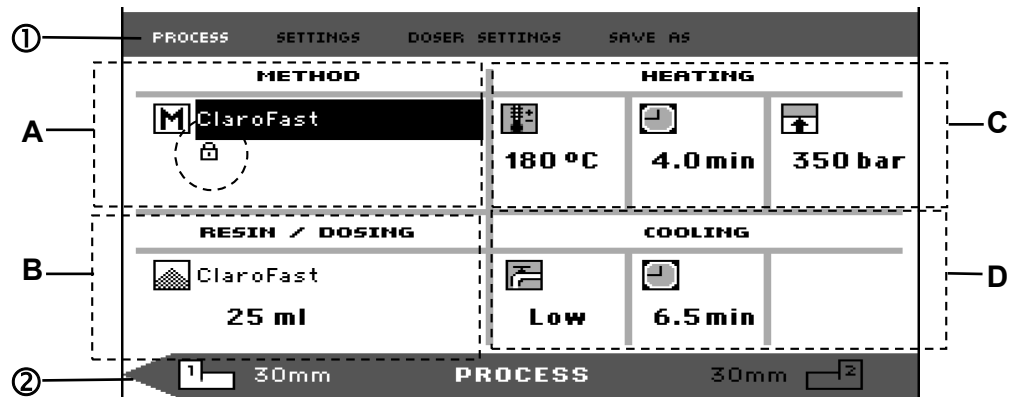 ① PROCESS SETTINGS DOSER SETTINGS SAVE AS
METHOD HEATING
A M ClaroFast C
180 ºC 4.0 min 350 bar
RESIN / DOSING COOLING
B ClaroFast D
25 ml Low 6.5 min
② 1 30mm PROCESS 30mm 2